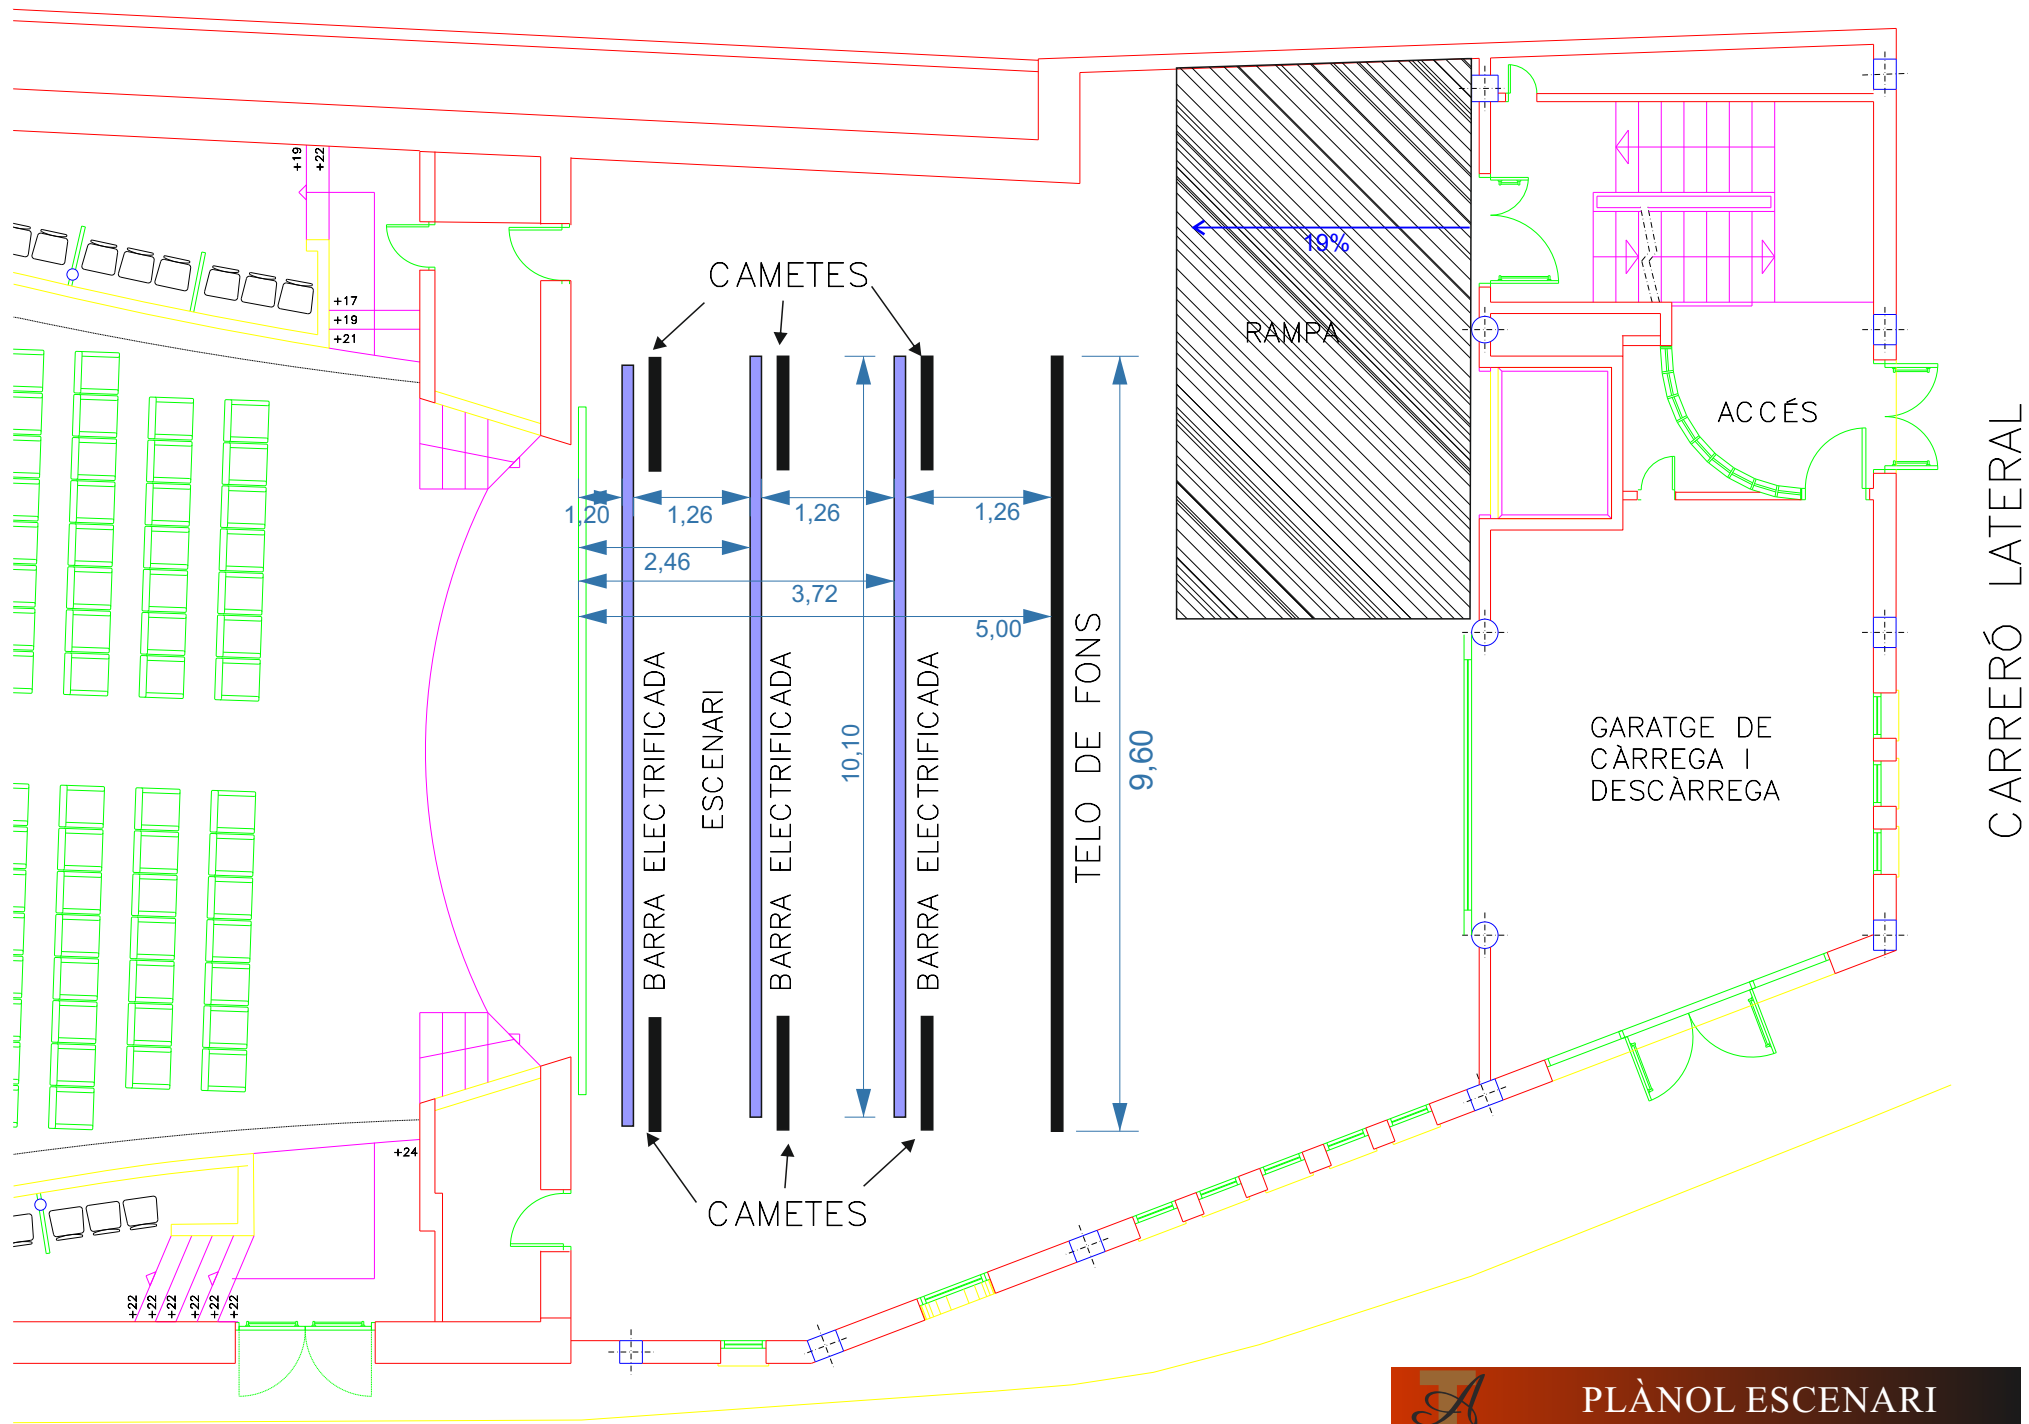 +19
+22
+17
+19
+21
CAMETES
19%
RAMPA
ACCÉS
CARRERÓ LATERAL
1,20
1,26
1,26
1,26
2,46
3,72
5,00
BARRA ELECTRIFICADA
ESCENARI
BARRA ELECTRIFICADA
10,10
BARRA ELECTRIFICADA
TELO DE FONS
9,60
GARATGE DE
CÀRREGA I
DESCÀRREGA
+24
CAMETES
+22
+22
+22
+22
+22
+22
PLÀNOL ESCENARI
TA